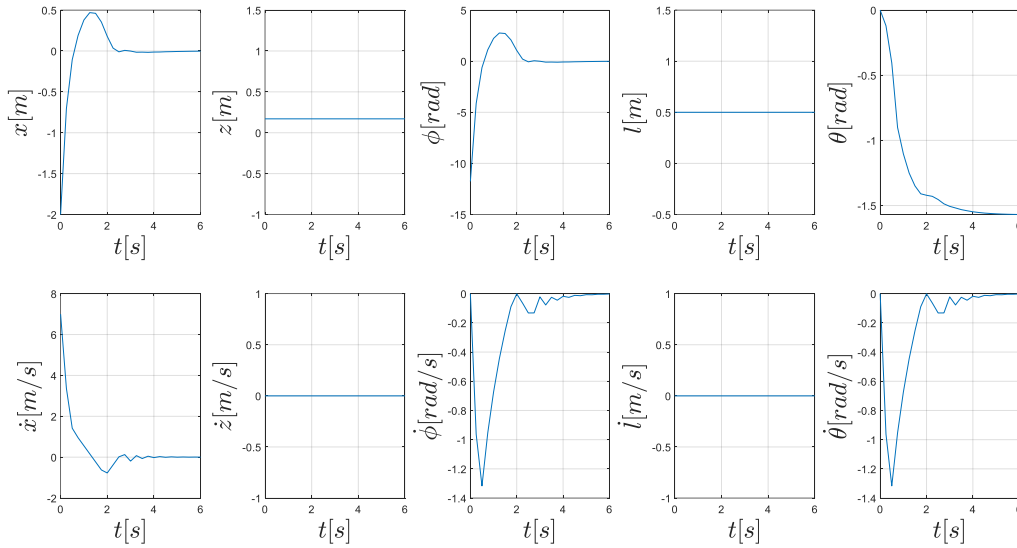 x[m]
0.5
0
-0.5
-1
-1.5
-2
0 2 4 6
t[s]
z[m]
1.5
1
0.5
0
-0.5
-1
0 2 4 6
t[s]
ϕ[rad]
5
0
-5
-10
-15
0 2 4 6
t[s]
l[m]
1.5
1
0.5
0
-0.5
0 2 4 6
t[s]
θ[rad]
0
-0.5
-1
-1.5
0 2 4 6
t[s]
ẋ[m/s]
8
6
4
2
0
-2
0 2 4 6
t[s]
ż[m/s]
1
0.5
0
-0.5
-1
0 2 4 6
t[s]
ϕ̇[rad/s]
0
-0.2
-0.4
-0.6
-0.8
-1
-1.2
-1.4
0 2 4 6
t[s]
l̇[m/s]
1
0.5
0
-0.5
-1
0 2 4 6
t[s]
θ̇[rad/s]
0
-0.2
-0.4
-0.6
-0.8
-1
-1.2
-1.4
0 2 4 6
t[s]